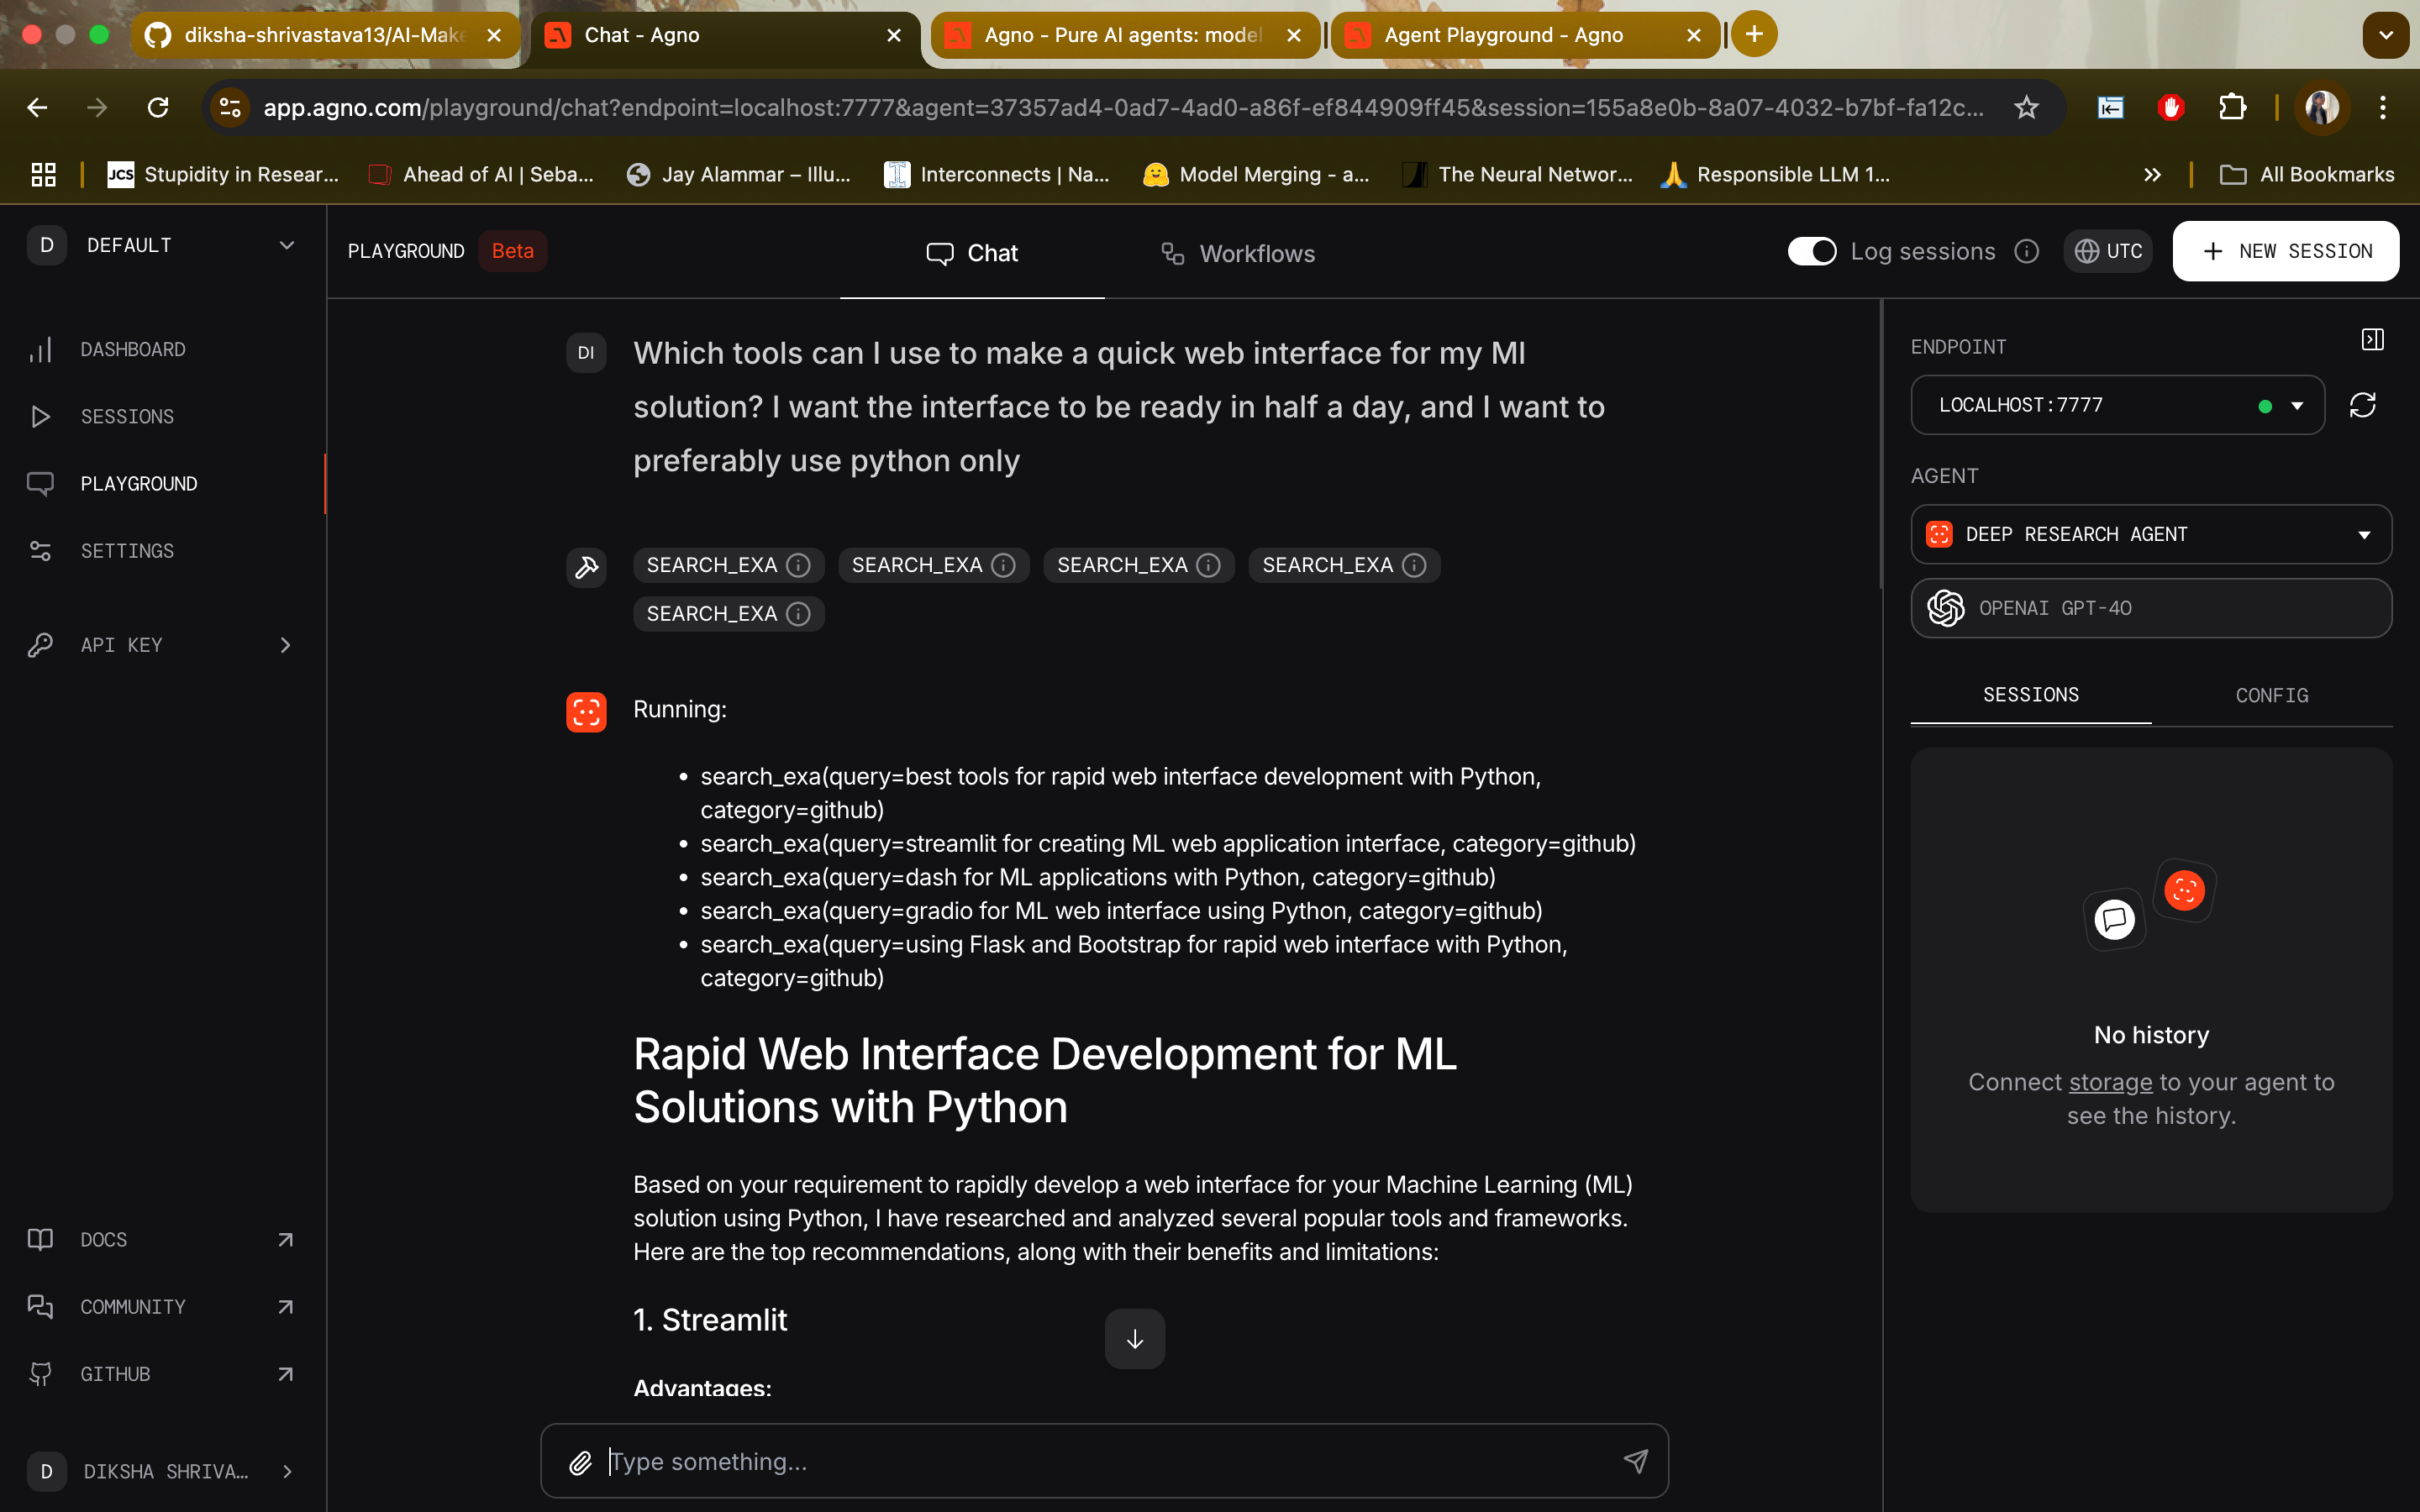 diksha-shrivastava13/AI-Make
Chat - Agno
Agno - Pure AI agents: model
Agent Playground - Agno
app.agno.com/playground/chat?endpoint=localhost:7777&agent=37357ad4-0ad7-4ad0-a86f-ef844909ff45&session=155a8e0b-8a07-4032-b7bf-fa12c...
JCS
Stupidity in Resear...
Ahead of AI | Seba...
Jay Alammar – Illu...
Interconnects | Na...
Model Merging - a...
The Neural Networ...
Responsible LLM 1...
All Bookmarks
D
DEFAULT
DASHBOARD
SESSIONS
PLAYGROUND
SETTINGS
API KEY
DOCS
COMMUNITY
GITHUB
D
DIKSHA SHRIVA...
PLAYGROUND
Beta
Chat
Workflows
Log sessions
UTC
NEW SESSION
DI
Which tools can I use to make a quick web interface for my Ml
solution? I want the interface to be ready in half a day, and I want to
preferably use python only
SEARCH_EXA
SEARCH_EXA
SEARCH_EXA
SEARCH_EXA
SEARCH_EXA
Running:
• search_exa(query=best tools for rapid web interface development with Python,
category=github)
• search_exa(query=streamlit for creating ML web application interface, category=github)
• search_exa(query=dash for ML applications with Python, category=github)
• search_exa(query=gradio for ML web interface using Python, category=github)
• search_exa(query=using Flask and Bootstrap for rapid web interface with Python,
category=github)
Rapid Web Interface Development for ML
Solutions with Python
Based on your requirement to rapidly develop a web interface for your Machine Learning (ML)
solution using Python, I have researched and analyzed several popular tools and frameworks.
Here are the top recommendations, along with their benefits and limitations:
1. Streamlit
Advantages:
Type something...
ENDPOINT
LOCALHOST:7777
AGENT
DEEP RESEARCH AGENT
OPENAI GPT-4O
SESSIONS
CONFIG
No history
Connect storage to your agent to
see the history.